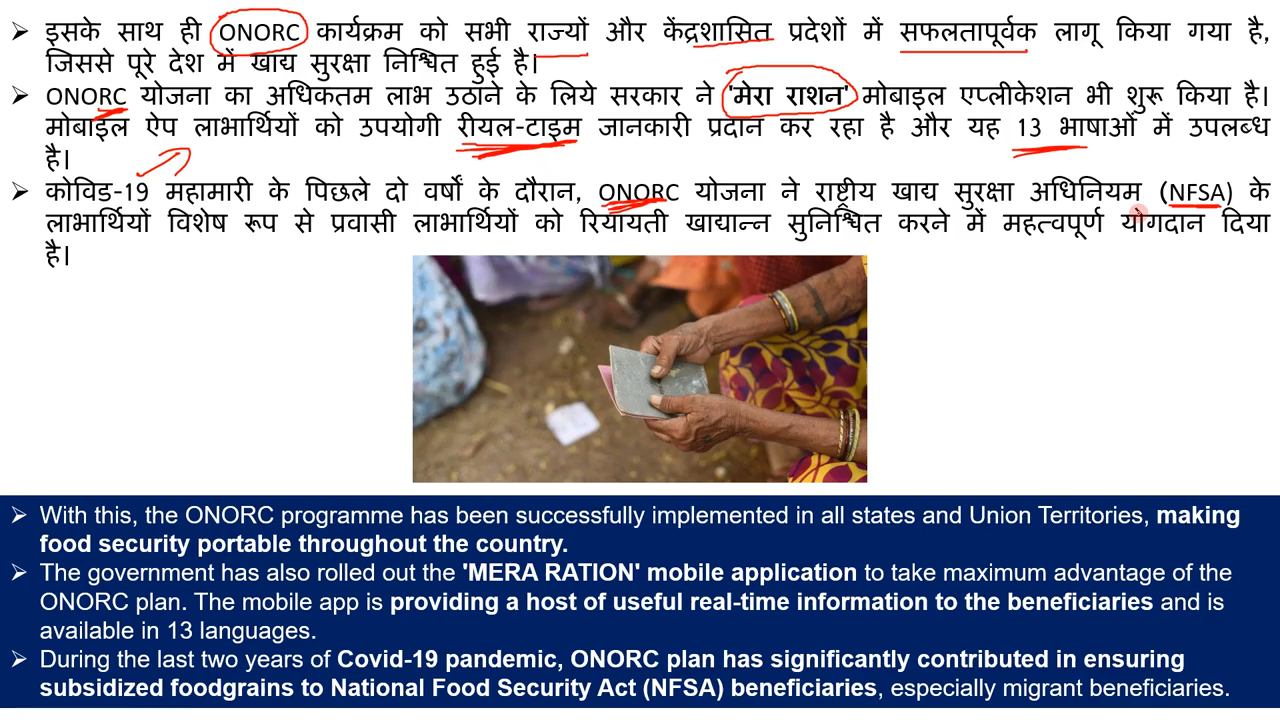 ➢ इसके साथ ही ONORC कार्यक्रम को सभी राज्यों और केंद्रशासित प्रदेशों में सफलतापूर्वक लागू किया गया है,
जिससे पूरे देश में खाद्य सुरक्षा निश्चित हुई है।
➢ ONORC योजना का अधिकतम लाभ उठाने के लिये सरकार ने 'मेरा राशन' मोबाइल एप्लीकेशन भी शुरू किया है।
मोबाइल ऐप लाभार्थियों को उपयोगी रीयल-टाइम जानकारी प्रदान कर रहा है और यह 13 भाषाओं में उपलब्ध
है।
➢ कोविड-19 महामारी के पिछले दो वर्षों के दौरान, ONORC योजना ने राष्ट्रीय खाद्य सुरक्षा अधिनियम (NFSA) के
लाभार्थियों विशेष रूप से प्रवासी लाभार्थियों को रियायती खाद्यान्न सुनिश्चित करने में महत्वपूर्ण योगदान दिया
है।
➢ With this, the ONORC programme has been successfully implemented in all states and Union Territories, making
food security portable throughout the country.
➢ The government has also rolled out the 'MERA RATION' mobile application to take maximum advantage of the
ONORC plan. The mobile app is providing a host of useful real-time information to the beneficiaries and is
available in 13 languages.
➢ During the last two years of Covid-19 pandemic, ONORC plan has significantly contributed in ensuring
subsidized foodgrains to National Food Security Act (NFSA) beneficiaries, especially migrant beneficiaries.